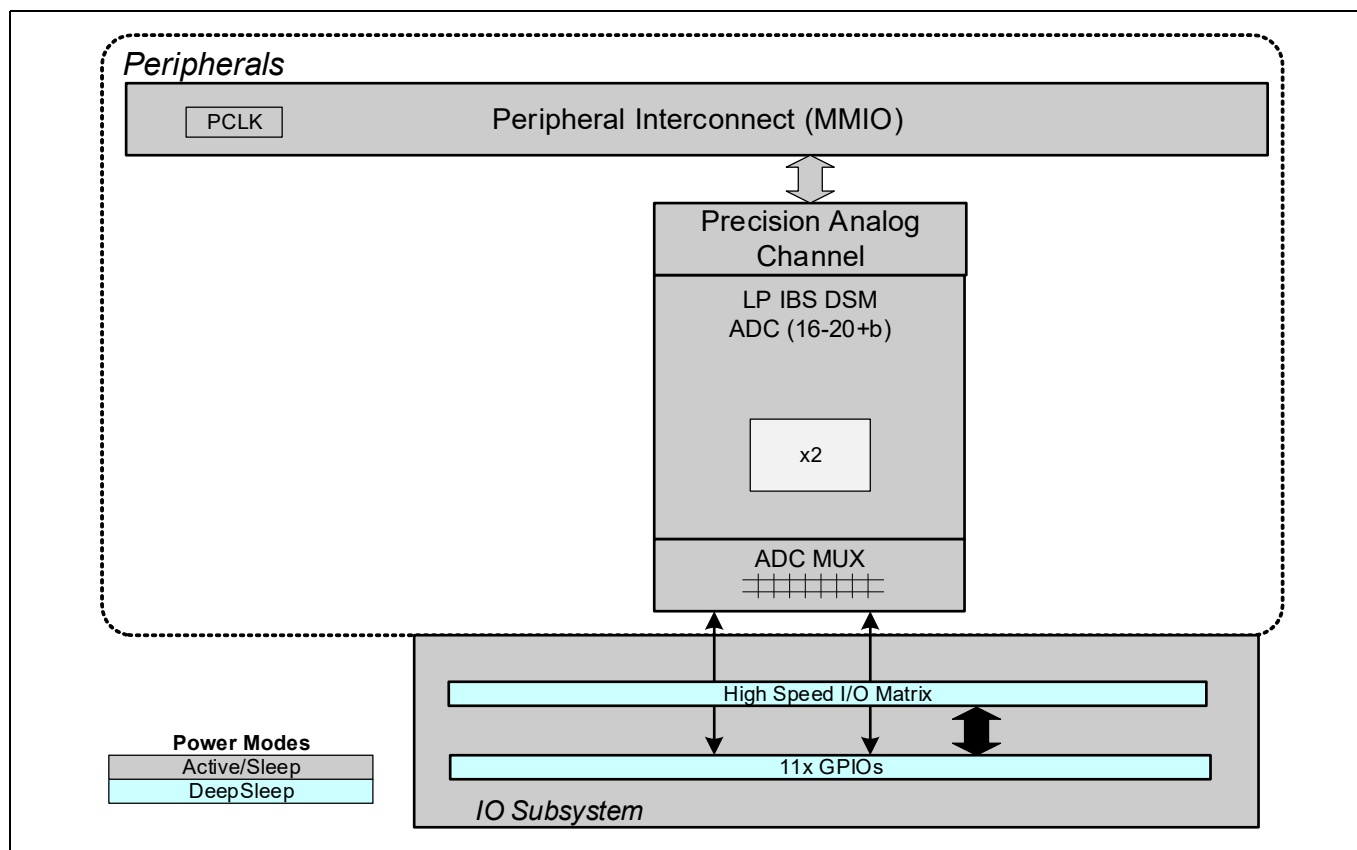 Peripherals
PCLK
Peripheral Interconnect (MMIO)
Precision Analog
Channel
LP IBS DSM
ADC (16-20+b)
x2
ADC MUX
High Speed I/O Matrix
11x GPIOs
IO Subsystem
Power Modes
Active/Sleep
DeepSleep